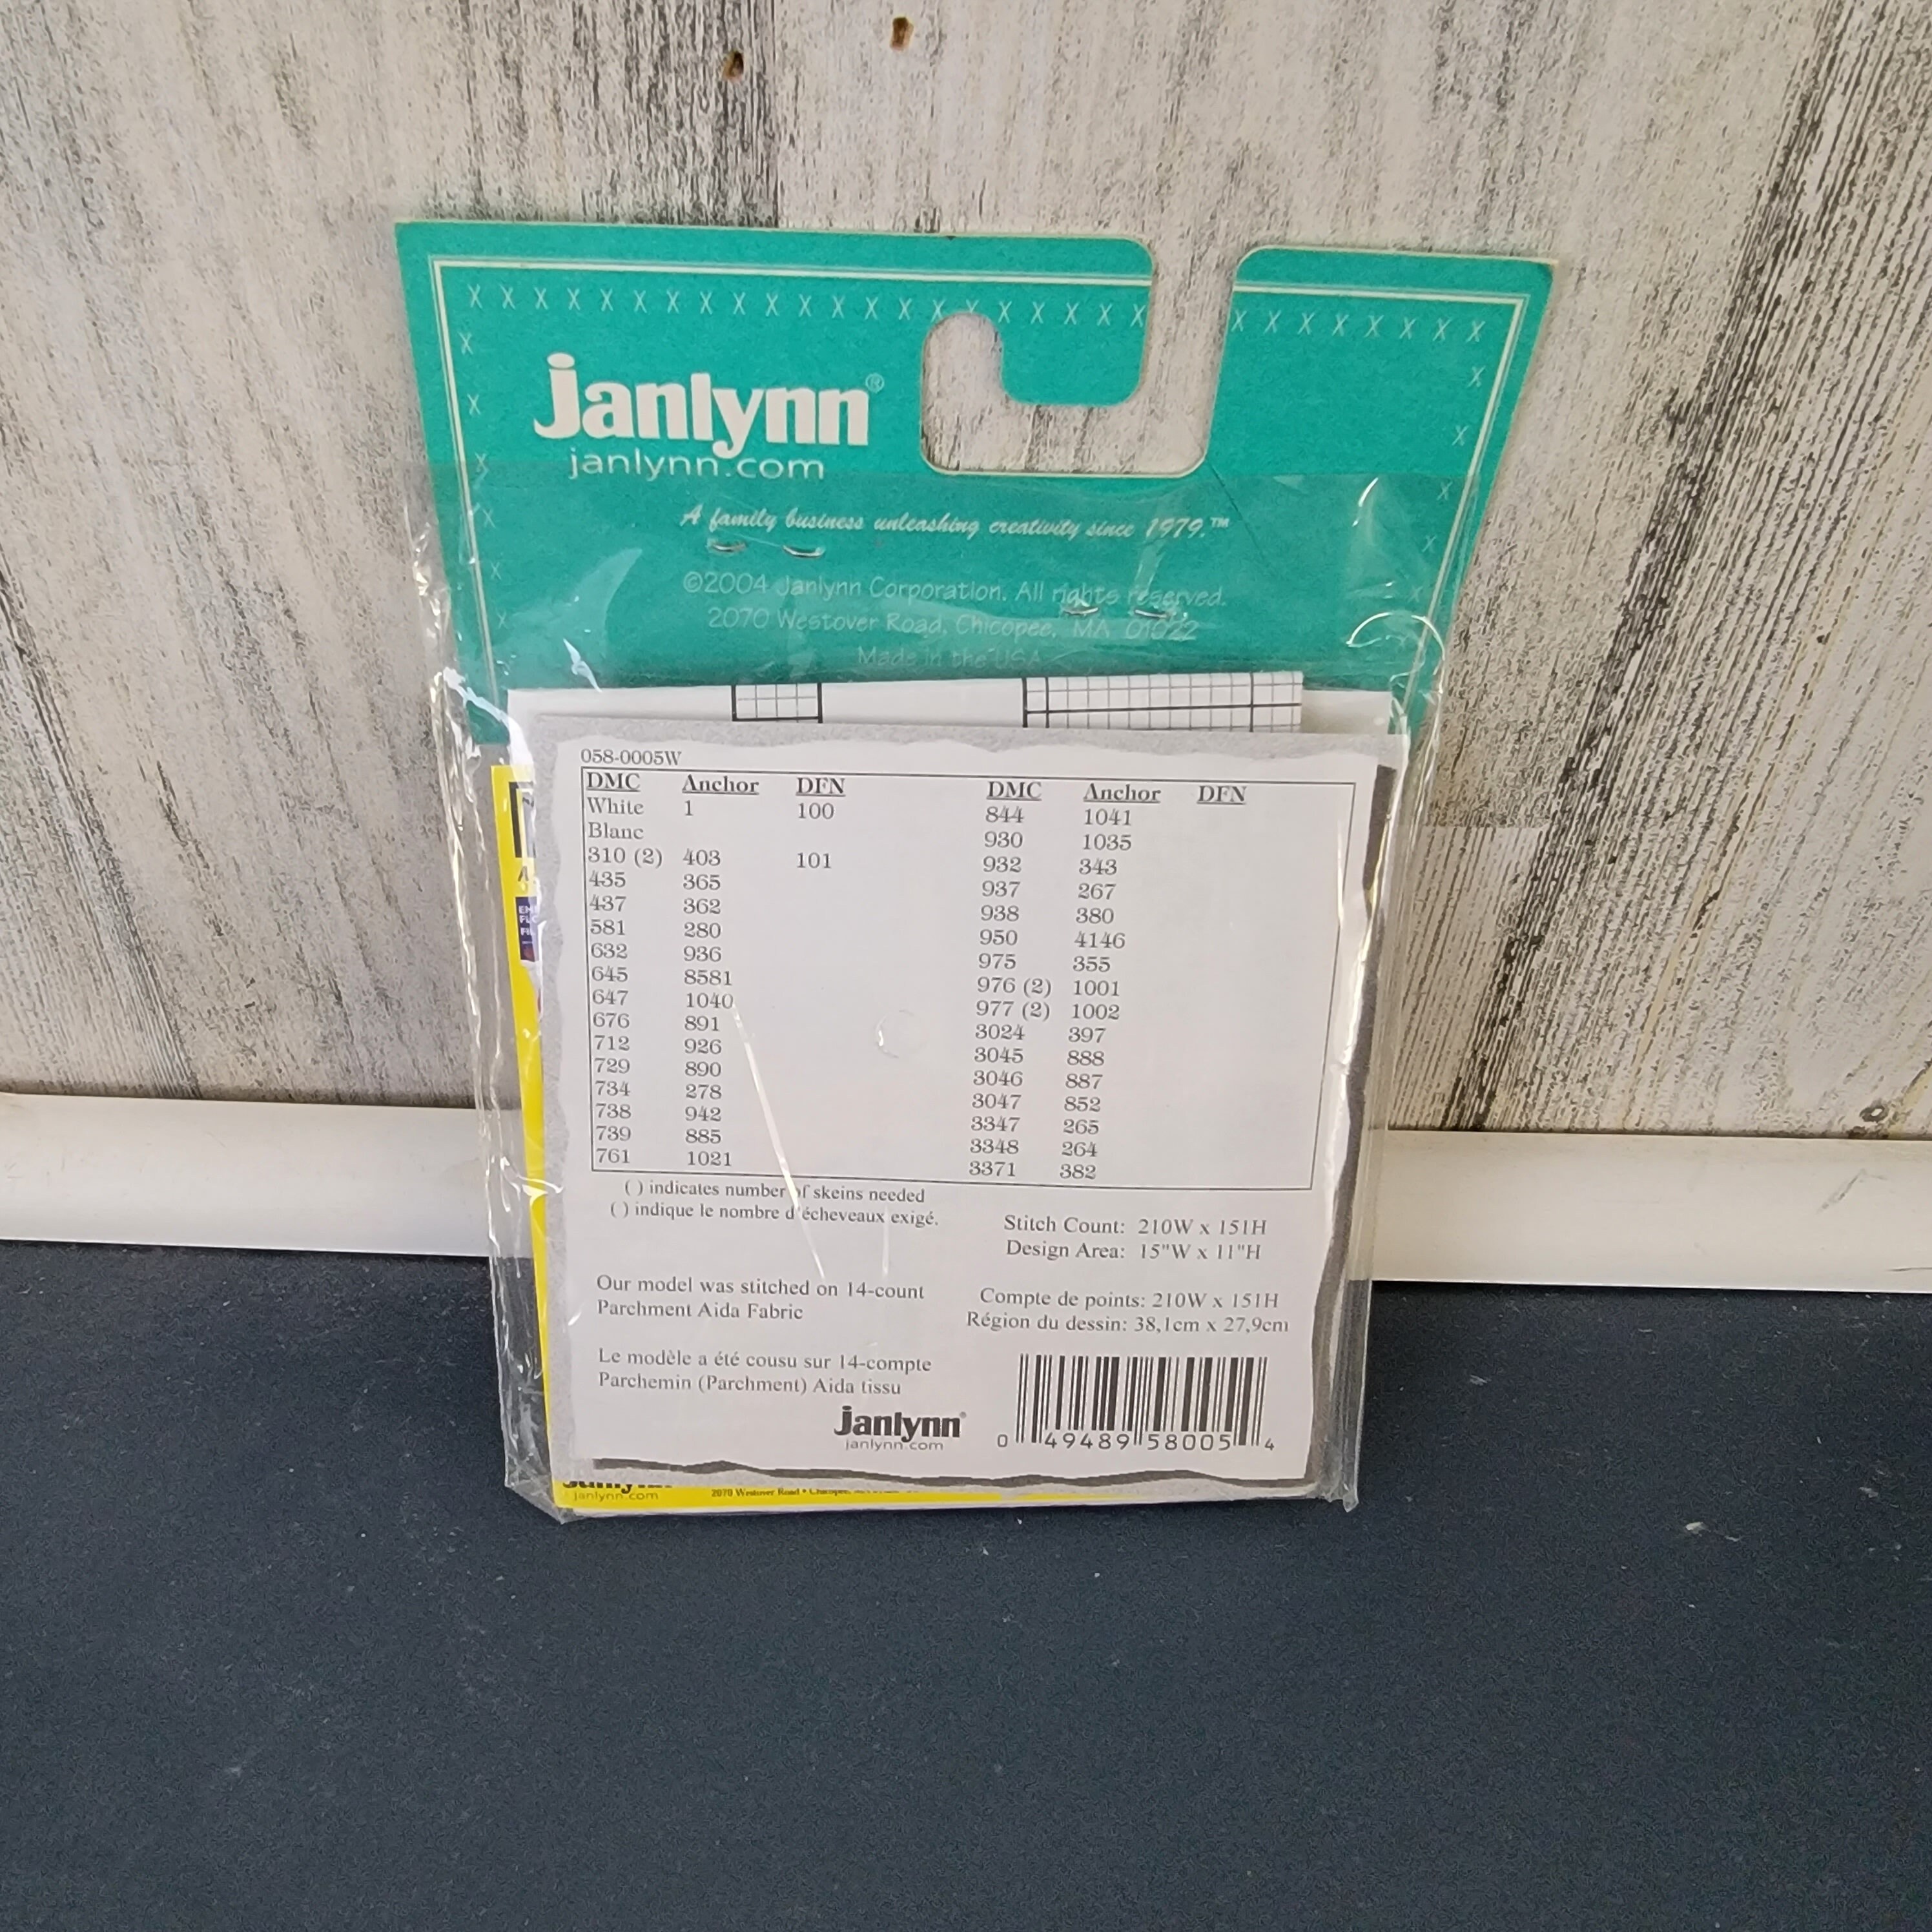 janlynn®
janlynn.com
A family business unleashing creativity since 1979.™
©2004 Janlynn Corporation. All rights reserved.
2070 Westover Road, Chicopee, MA 01022
Made in the USA
058-0005W
DMC Anchor DFN DMC Anchor DFN
White 1 100 844 1041
Blanc 930 1035
310 (2) 403 101 932 343
435 365 937 267
437 362 938 380
581 280 950 4146
632 936 975 355
645 8581 976 (2) 1001
647 1040 977 (2) 1002
676 891 3024 397
712 926 3045 888
729 890 3046 887
734 278 3047 852
738 942 3347 265
739 885 3348 264
761 1021 3371 382
( ) indicates number of skeins needed
( ) indique le nombre d'écheveaux exigé.
Stitch Count: 210W x 151H
Design Area: 15"W x 11"H
Our model was stitched on 14-count
Parchment Aida Fabric
Compte de points: 210W x 151H
Région du dessin: 38,1cm x 27,9cm
Le modèle a été cousu sur 14-compte
Parchemin (Parchment) Aida tissu
janlynn®
janlynn.com
0 49489 58005 4
janlynn.com
2070 Westover Road •